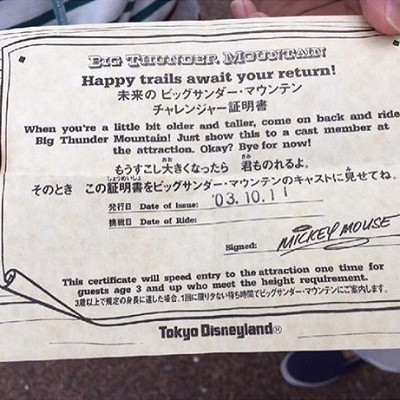 BIG THUNDER MOUNTAIN
Happy trails await your return!
未来の ビッグサンダー・マウンテン
チャレンジャー証明書
When you're a little bit older and taller, come on back and ride
Big Thunder Mountain! Just show this to a cast member at
the attraction. Okay? Bye for now!
もうすこし大きくなったら 君ものれるよ。
そのとき この証明書をビッグサンダー・マウンテンのキャストに見せてね。
発行日 Date of Issue: '03.10.11
挑戦日 Date of Ride:
Signed: MICKEY MOUSE
This certificate will speed entry to the attraction one time for
guests age 3 and up who meet the height requirement.
3歳以上で規定の身長に達した場合、1回に限り少ない待ち時間でビッグサンダー・マウンテンにご案内します。
Tokyo Disneyland®